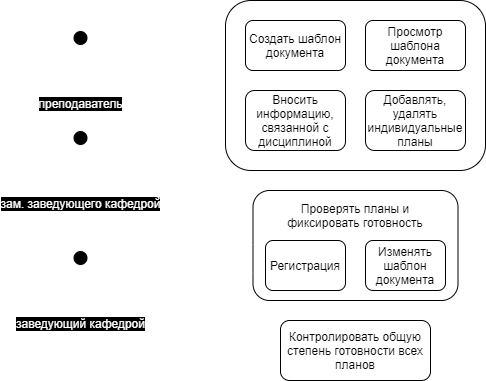 Создать шаблон
документа
Просмотр
шаблона
документа
преподаватель
Вносить
информацию,
связанной с
дисциплиной
Добавлять,
удалять
индивидуальные
планы
зам. заведующего кафедрой
Проверять планы и
фиксировать готовность
Регистрация
Изменять
шаблон
документа
заведующий кафедрой
Контролировать общую
степень готовности всех
планов